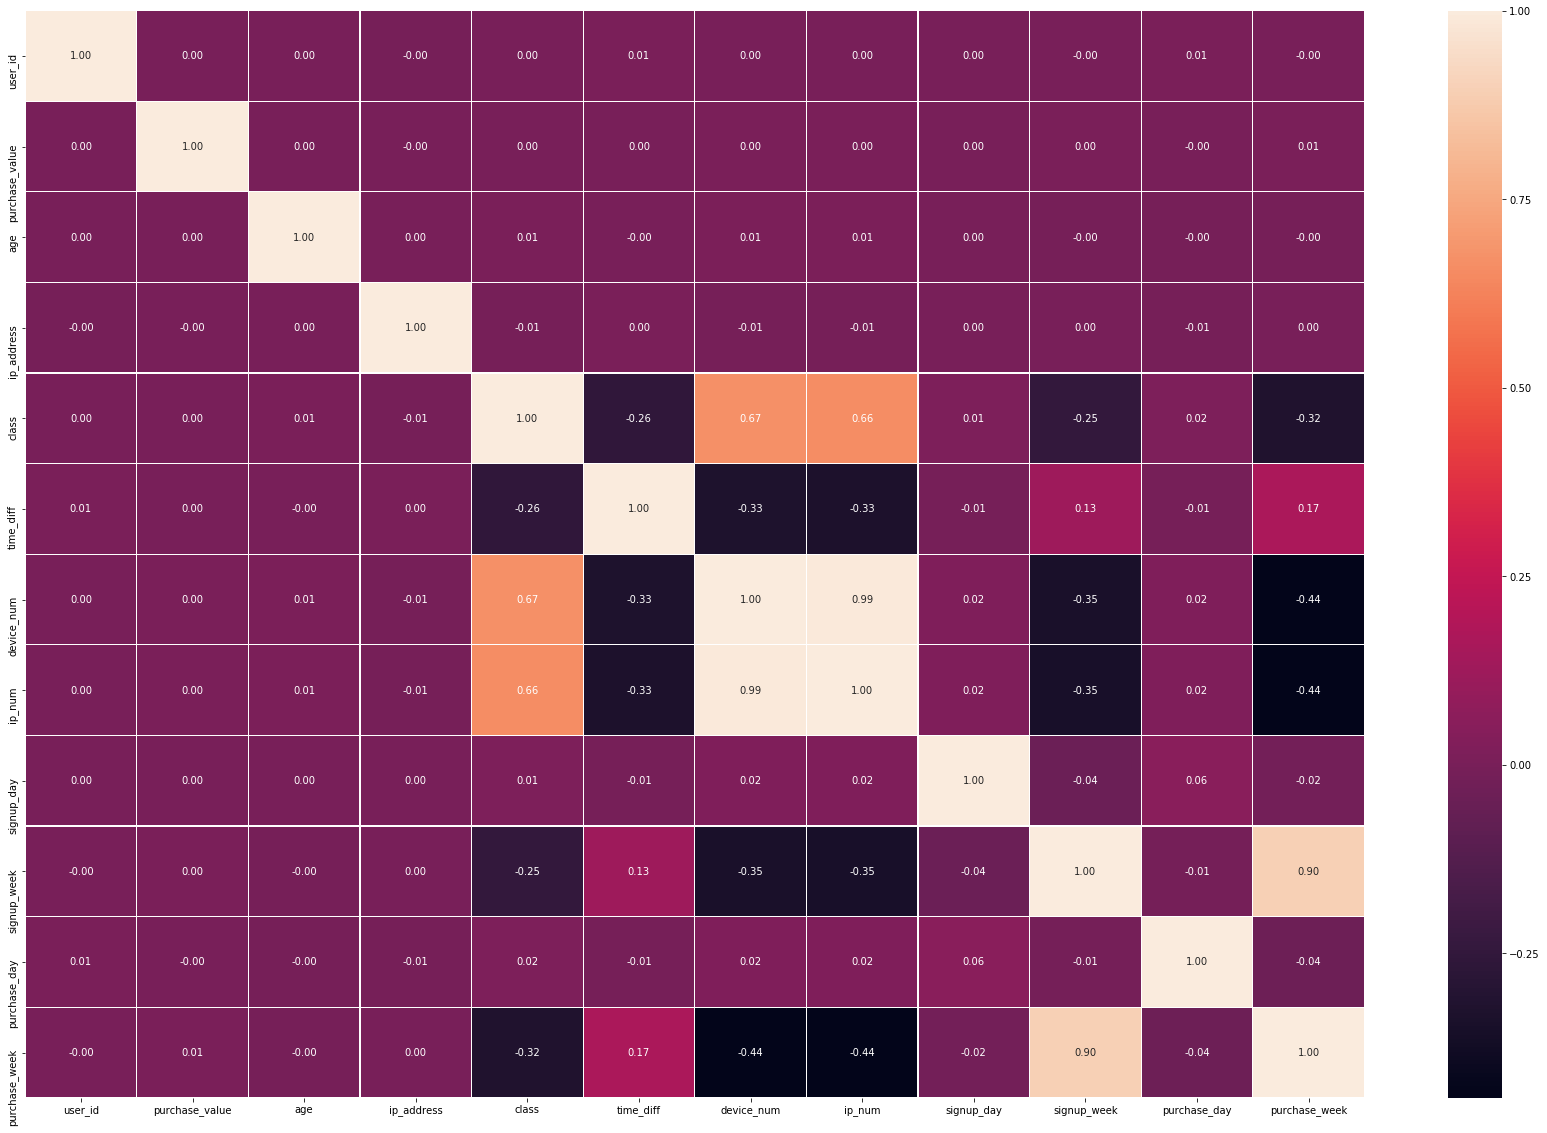 user_id 1.00 0.00 0.00 -0.00 0.00 0.01 0.00 0.00 0.00 -0.00 0.01 -0.00
purchase_value 0.00 1.00 0.00 -0.00 0.00 0.00 0.00 0.00 0.00 0.00 -0.00 0.01
age 0.00 0.00 1.00 0.00 0.01 -0.00 0.01 0.01 0.00 -0.00 -0.00 -0.00
ip_address -0.00 -0.00 0.00 1.00 -0.01 0.00 -0.01 -0.01 0.00 0.00 -0.01 0.00
class 0.00 0.00 0.01 -0.01 1.00 -0.26 0.67 0.66 0.01 -0.25 0.02 -0.32
time_diff 0.01 0.00 -0.00 0.00 -0.26 1.00 -0.33 -0.33 -0.01 0.13 -0.01 0.17
device_num 0.00 0.00 0.01 -0.01 0.67 -0.33 1.00 0.99 0.02 -0.35 0.02 -0.44
ip_num 0.00 0.00 0.01 -0.01 0.66 -0.33 0.99 1.00 0.02 -0.35 0.02 -0.44
signup_day 0.00 0.00 0.00 0.00 0.01 -0.01 0.02 0.02 1.00 -0.04 0.06 -0.02
signup_week -0.00 0.00 -0.00 0.00 -0.25 0.13 -0.35 -0.35 -0.04 1.00 -0.01 0.90
purchase_day 0.01 -0.00 -0.00 -0.01 0.02 -0.01 0.02 0.02 0.06 -0.01 1.00 -0.04
purchase_week -0.00 0.01 -0.00 0.00 -0.32 0.17 -0.44 -0.44 -0.02 0.90 -0.04 1.00
user_id purchase_value age ip_address class time_diff device_num ip_num signup_day signup_week purchase_day purchase_week
1.00
0.75
0.50
0.25
0.00
−0.25